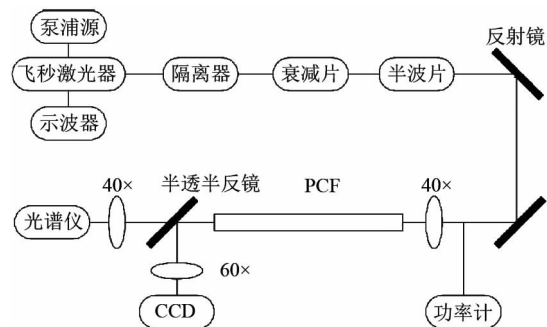 泵浦源
反射镜
飞秒激光器
隔离器
衰减片
半波片
示波器
40×
半透半反镜
PCF
40×
光谱仪
60×
CCD
功率计